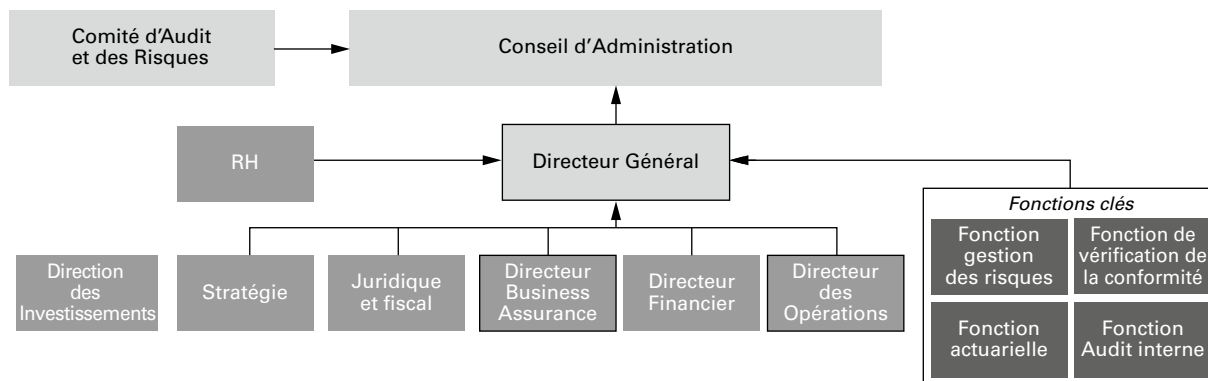 Comité d'Audit
et des Risques
Conseil d'Administration
RH
Directeur Général
Fonctions clés
Fonction
gestion
des risques
Fonction de
vérification de
la conformité
Fonction
actuarielle
Fonction
Audit interne
Direction
des
Investissements
Stratégie
Juridique
et fiscal
Directeur
Business
Assurance
Directeur
Financier
Directeur
des
Opérations